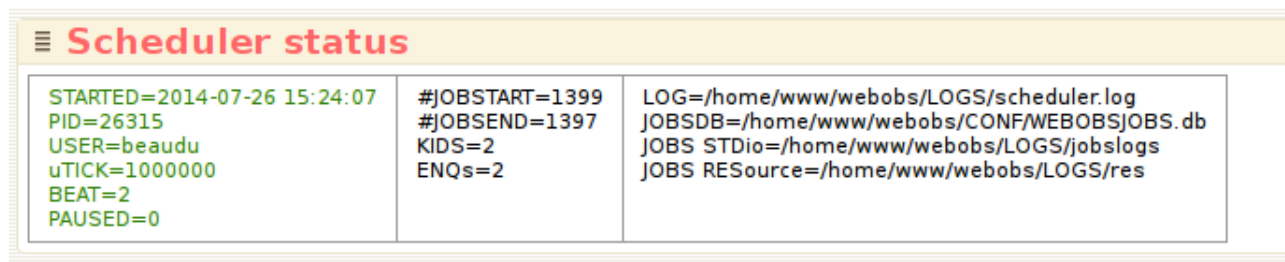 Scheduler status
STARTED=2014-07-26 15:24:07
PID=26315
USER=beaudu
uTICK=1000000
BEAT=2
PAUSED=0
#JOBSTART=1399
#JOBSEND=1397
KIDS=2
ENQs=2
LOG=/home/www/webobs/LOGS/scheduler.log
JOBSDB=/home/www/webobs/CONF/WEBOBSJOBS.db
JOBS STDio=/home/www/webobs/LOGS/jobslogs
JOBS RESource=/home/www/webobs/LOGS/res